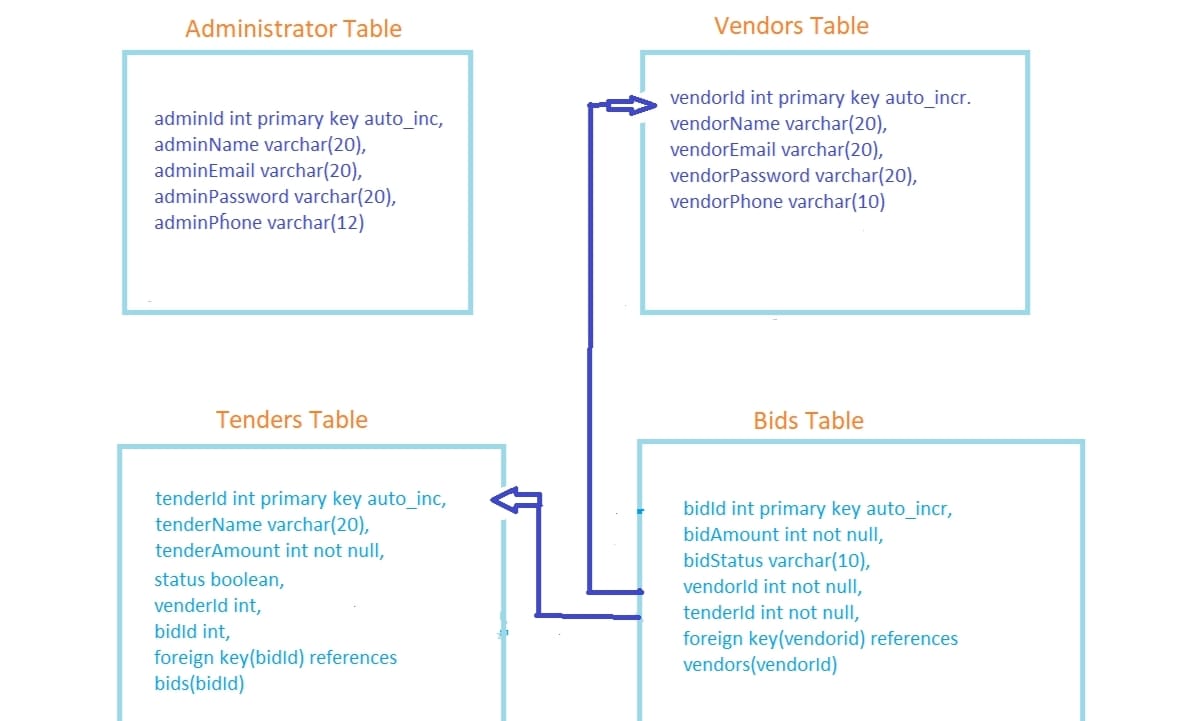 Administrator Table
adminId int primary key auto_inc,
adminName varchar(20),
adminEmail varchar(20),
adminPassword varchar(20),
adminPhone varchar(12)
Vendors Table
vendorId int primary key auto_incr.
vendorName varchar(20),
vendorEmail varchar(20),
vendorPassword varchar(20),
vendorPhone varchar(10)
Tenders Table
tenderId int primary key auto_inc,
tenderName varchar(20),
tenderAmount int not null,
status boolean,
venderId int,
bidId int,
foreign key(bidId) references
bids(bidId)
Bids Table
bidId int primary key auto_incr,
bidAmount int not null,
bidStatus varchar(10),
vendorId int not null,
tenderId int not null,
foreign key(vendorid) references
vendors(vendorId)